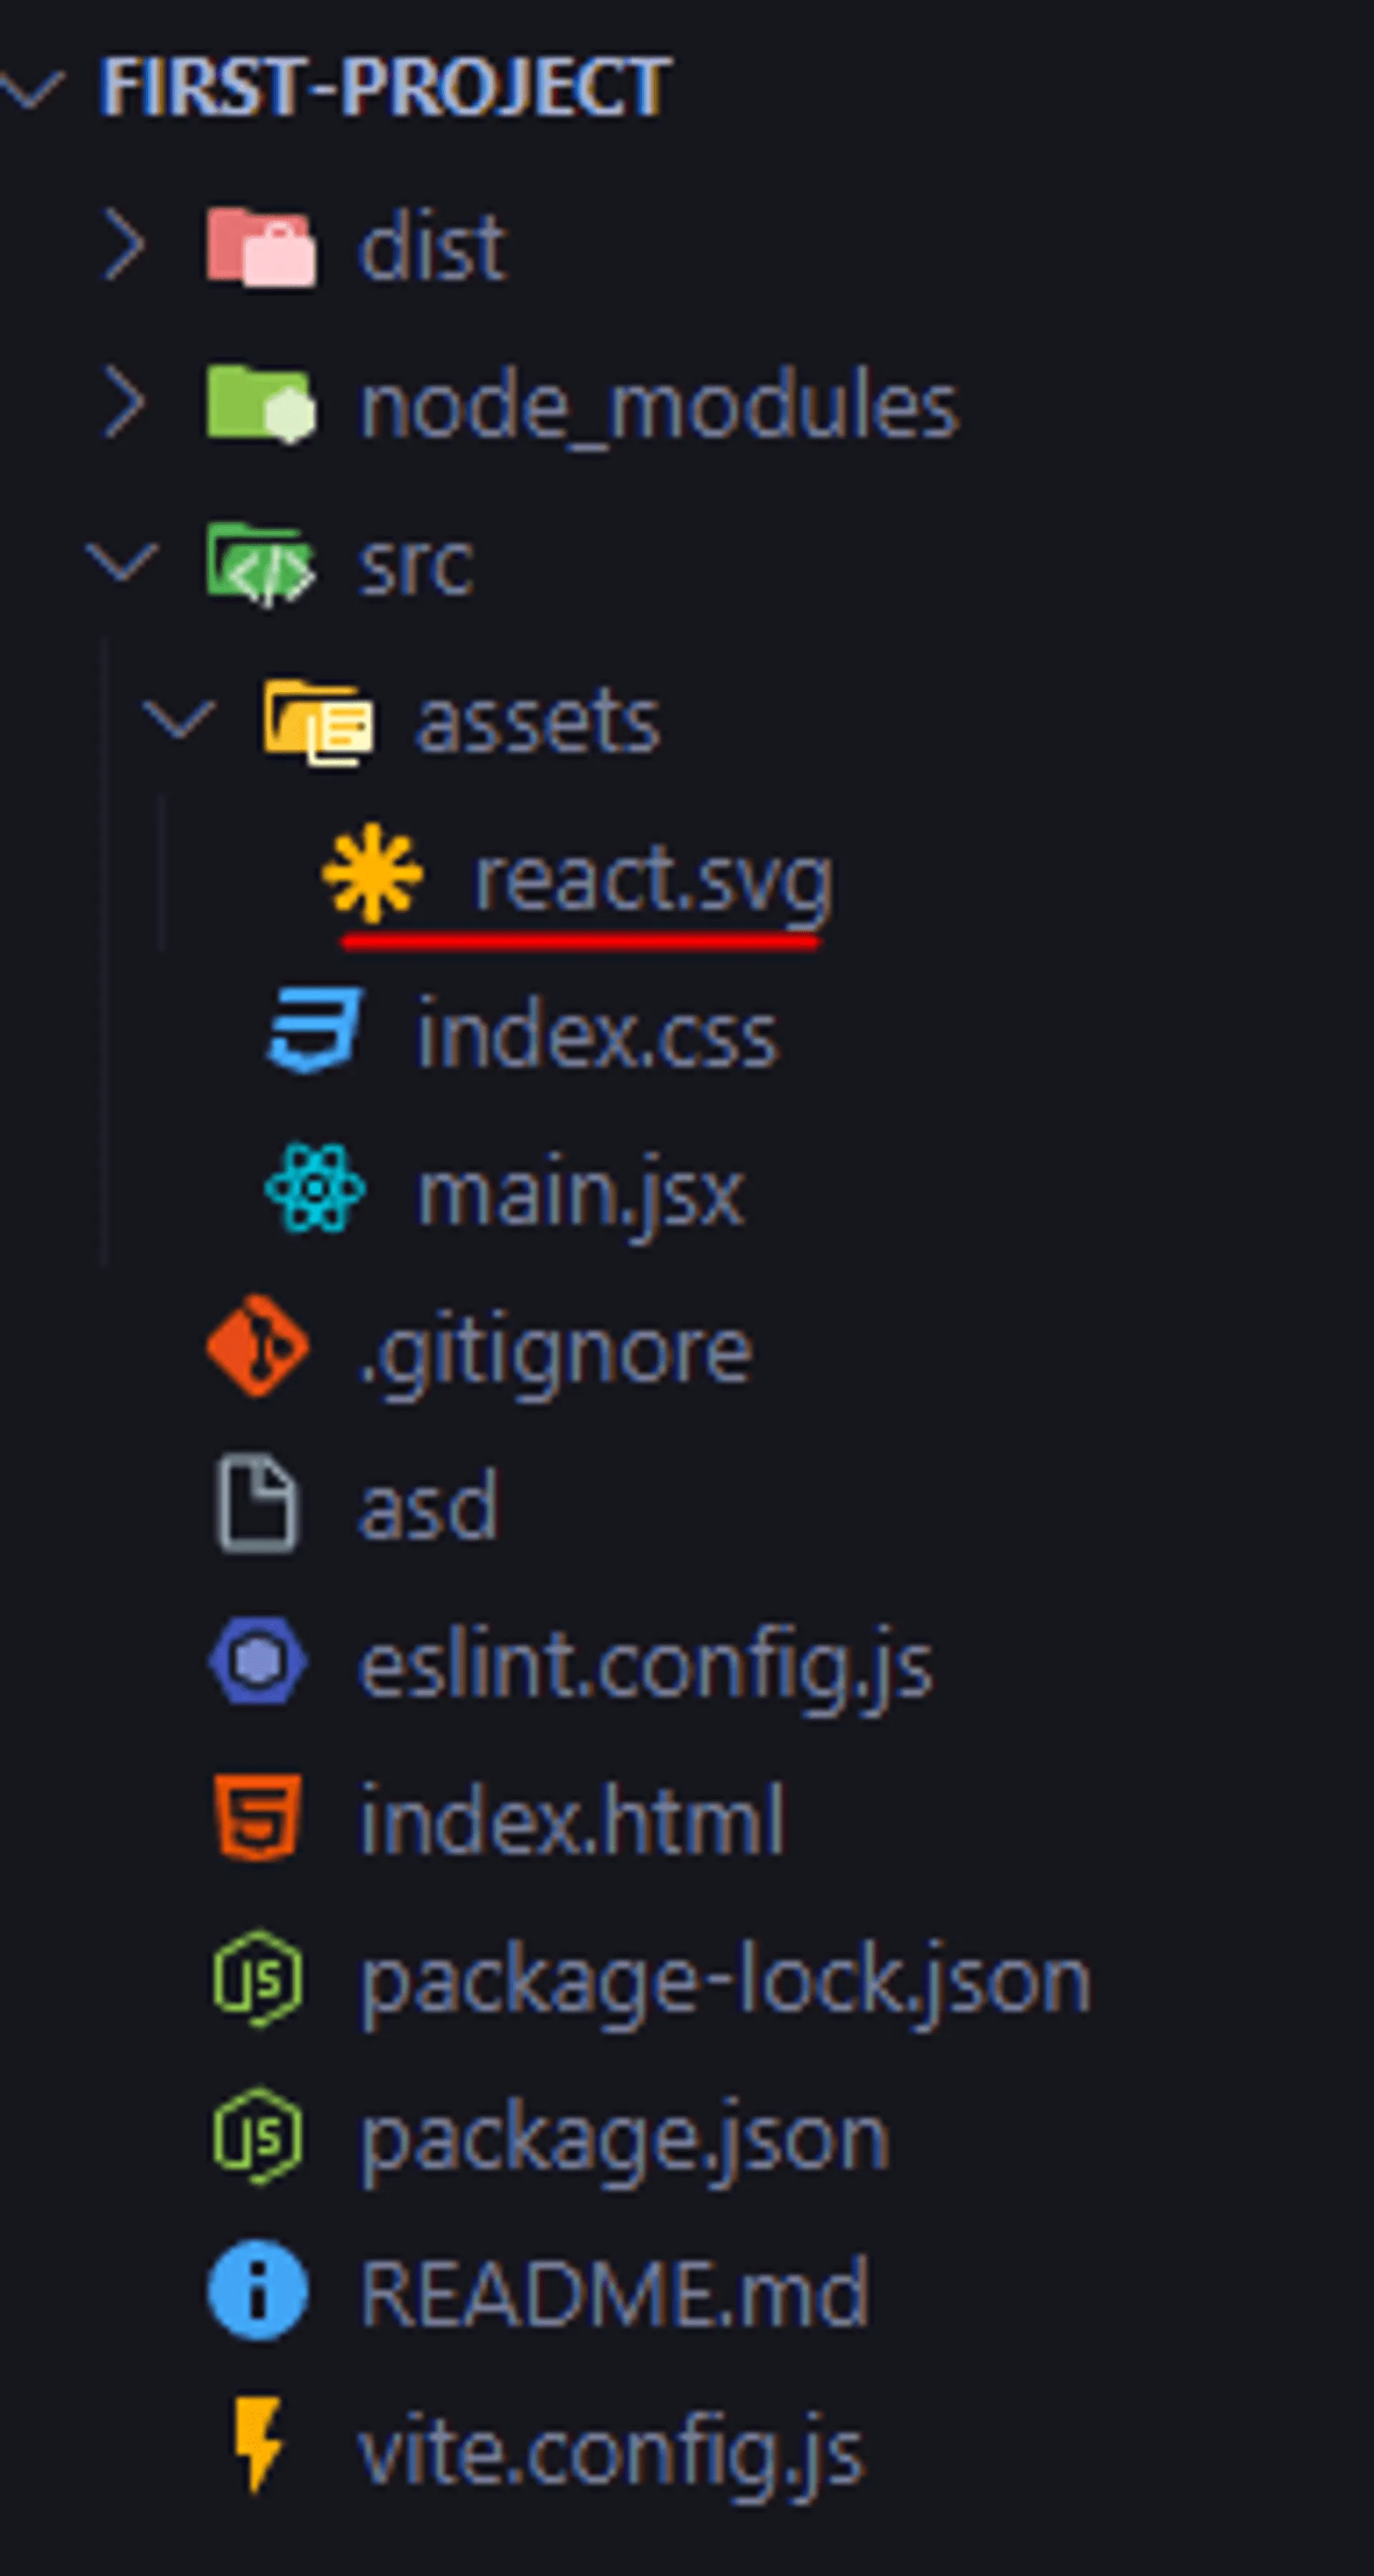 FIRST-PROJECT
dist
node_modules
src
assets
react.svg
index.css
main.jsx
.gitignore
asd
eslint.config.js
index.html
package-lock.json
package.json
README.md
vite.config.js